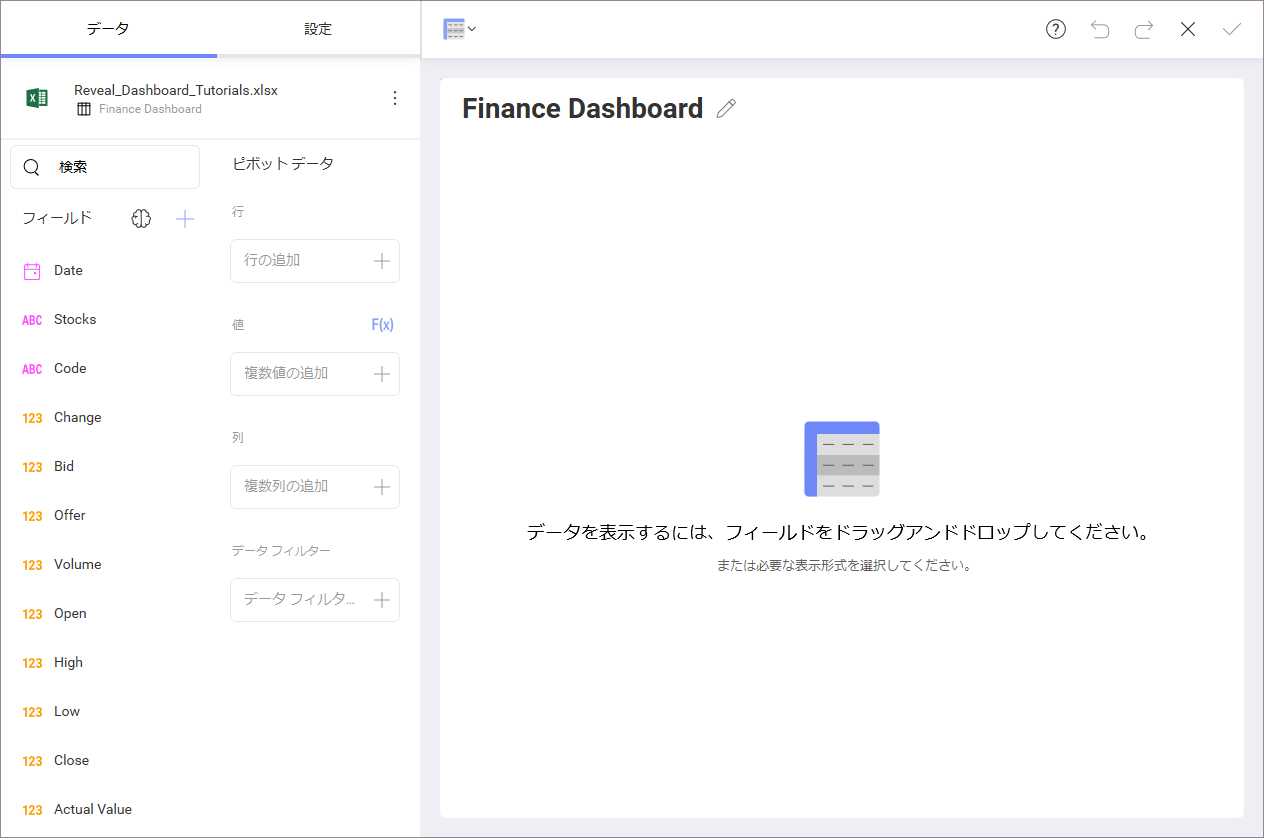 データ
設定
Reveal_Dashboard_Tutorials.xlsx
Finance Dashboard
検索
フィールド
Date
ABC Stocks
ABC Code
123 Change
123 Bid
123 Offer
123 Volume
123 Open
123 High
123 Low
123 Close
123 Actual Value
ピボット データ
行
行の追加
値 F(x)
複数値の追加
列
複数列の追加
データ フィルター
データ フィルタ...
Finance Dashboard
データを表示するには、フィールドをドラッグアンドドロップしてください。
または必要な表示形式を選択してください。